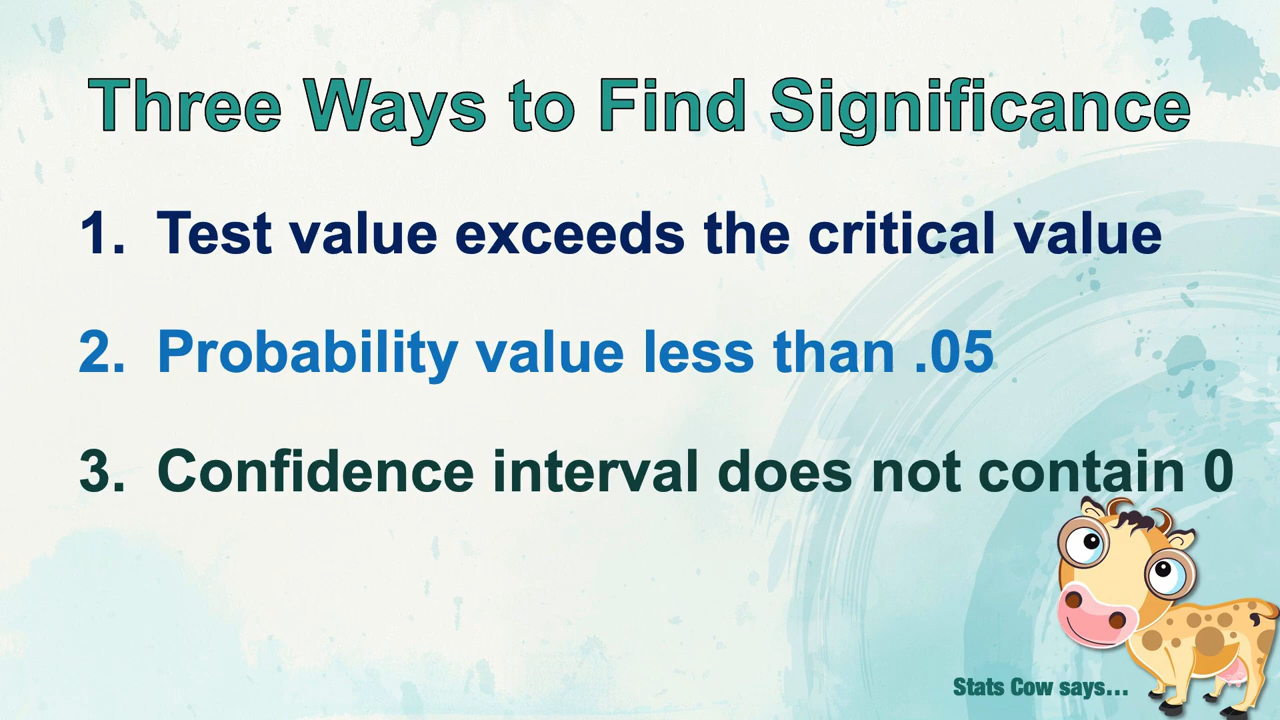 Three Ways to Find Significance
1. Test value exceeds the critical value
2. Probability value less than .05
3. Confidence interval does not contain 0
Stats Cow says...